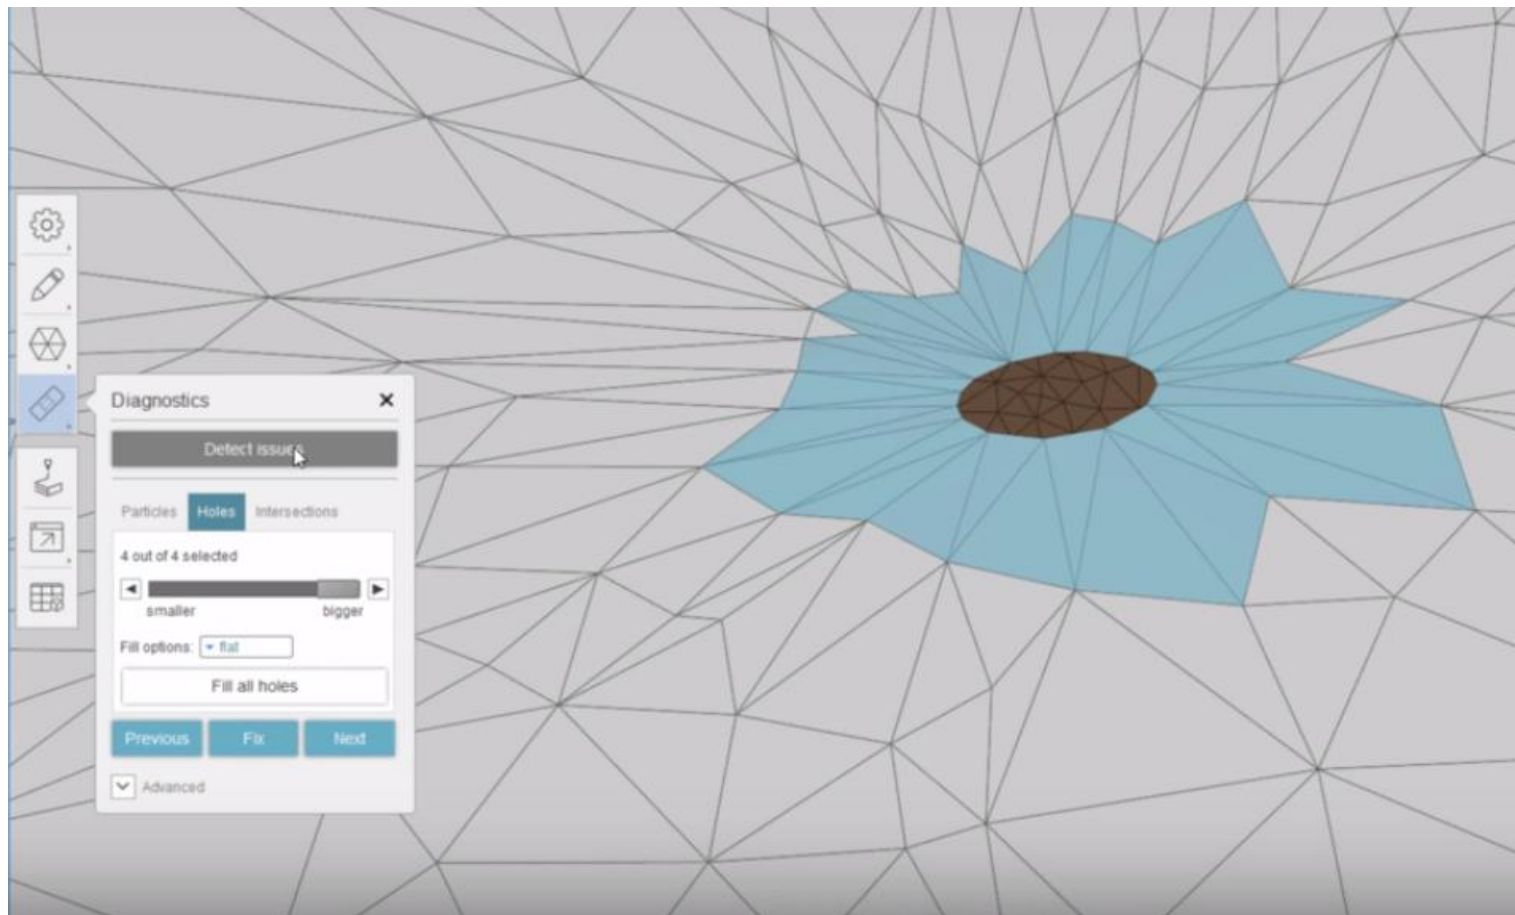 Diagnostics
Detect issues
Particles Holes Intersections
4 out of 4 selected
smaller bigger
Fill options: flat
Fill all holes
Previous Fix Next
Advanced